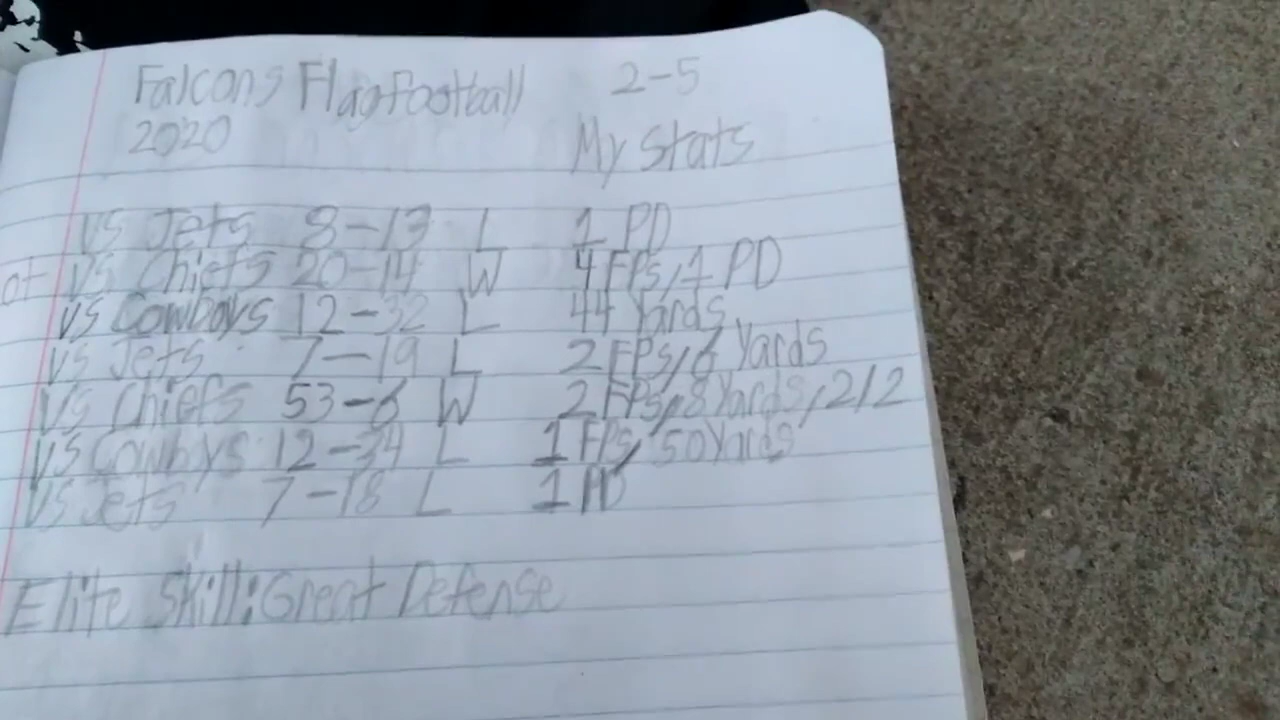 Falcons Flag Football 2-5
2020 My Stats
VS Jets 8-13 L 1 PD
ot VS Chiefs 20-14 W 4 FPs, 1 PD
VS Cowboys 12-32 L 44 Yards
VS Jets 7-19 L 2 FPs, 6 Yards
VS Chiefs 53-6 W 2 FPs, 8 Yards, 2/2
VS Cowbys 12-34 L 1 FPs, 50 Yards
VS Jets 7-18 L 1 PD
Elite Skill: Great Defense